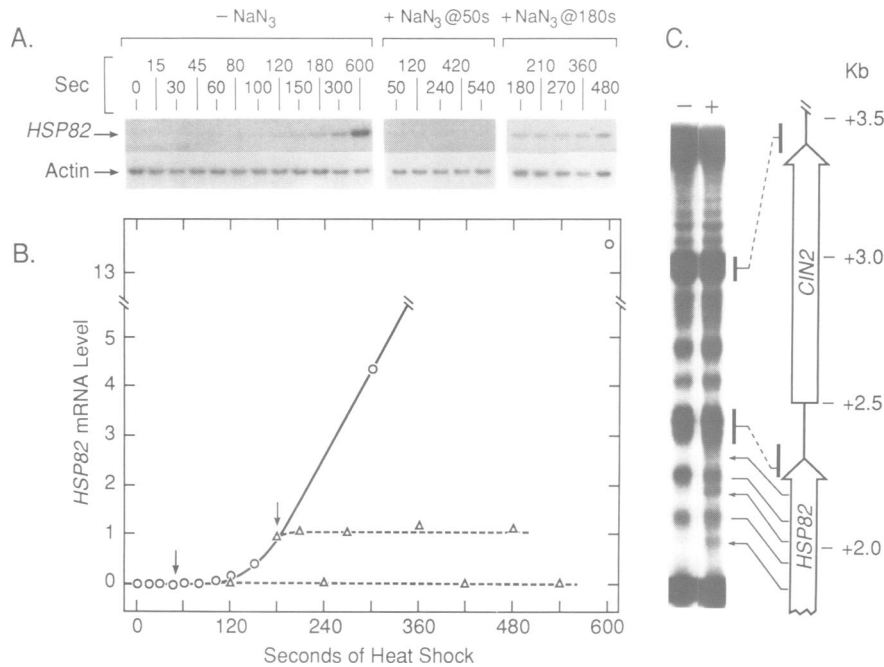 A.
− NaN3
+ NaN3@50s
+ NaN3@180s
Sec
15 45 80 120 180 600
0 30 60 100 150 300
120 420
50 240 540
210 360
180 270 480
HSP82
Actin
B.
HSP82 mRNA Level
13
5
4
3
2
1
0
0 120 240 360 480 600
Seconds of Heat Shock
C.
Kb
− +
+3.5
+3.0
+2.5
+2.0
CIN2
HSP82